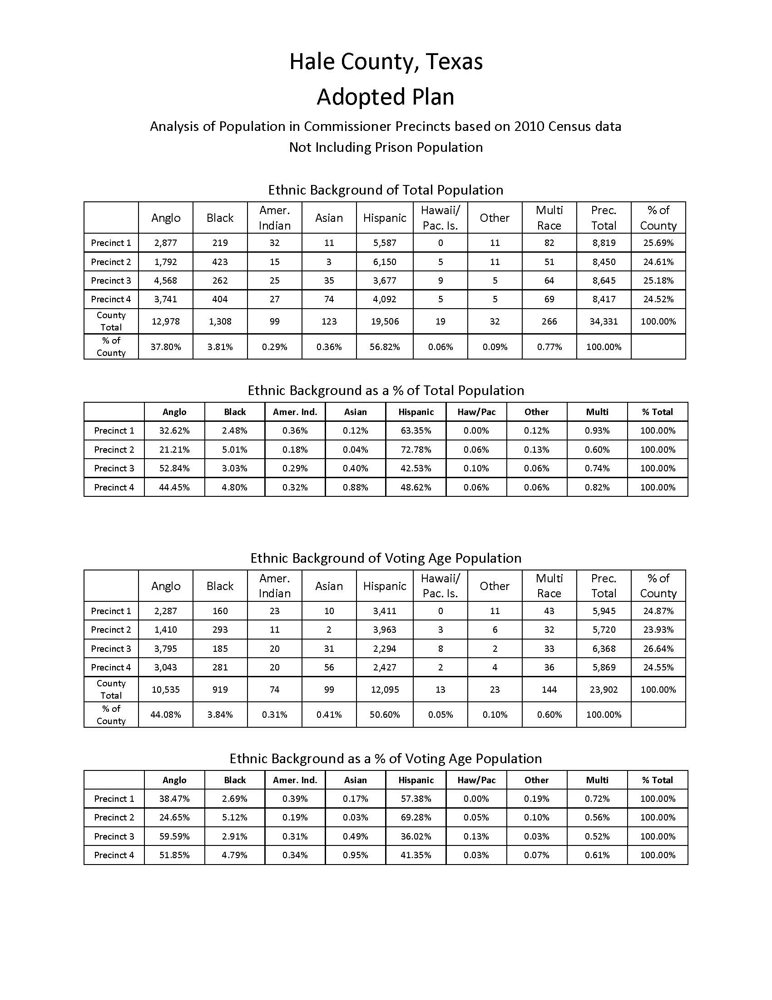 Hale County, Texas
Adopted Plan
Analysis of Population in Commissioner Precincts based on 2010 Census data
Not Including Prison Population
Ethnic Background of Total Population
Anglo Black Amer. Indian Asian Hispanic Hawaii/ Pac. Is. Other Multi Race Prec. Total % of County
Precinct 1 2,877 219 32 11 5,587 0 11 82 8,819 25.69%
Precinct 2 1,792 423 15 3 6,150 5 11 51 8,450 24.61%
Precinct 3 4,568 262 25 35 3,677 9 5 64 8,645 25.18%
Precinct 4 3,741 404 27 74 4,092 5 5 69 8,417 24.52%
County Total 12,978 1,308 99 123 19,506 19 32 266 34,331 100.00%
% of County 37.80% 3.81% 0.29% 0.36% 56.82% 0.06% 0.09% 0.77% 100.00%
Ethnic Background as a % of Total Population
Anglo Black Amer. Ind. Asian Hispanic Haw/Pac Other Multi % Total
Precinct 1 32.62% 2.48% 0.36% 0.12% 63.35% 0.00% 0.12% 0.93% 100.00%
Precinct 2 21.21% 5.01% 0.18% 0.04% 72.78% 0.06% 0.13% 0.60% 100.00%
Precinct 3 52.84% 3.03% 0.29% 0.40% 42.53% 0.10% 0.06% 0.74% 100.00%
Precinct 4 44.45% 4.80% 0.32% 0.88% 48.62% 0.06% 0.06% 0.82% 100.00%
Ethnic Background of Voting Age Population
Anglo Black Amer. Indian Asian Hispanic Hawaii/ Pac. Is. Other Multi Race Prec. Total % of County
Precinct 1 2,287 160 23 10 3,411 0 11 43 5,945 24.87%
Precinct 2 1,410 293 11 2 3,963 3 6 32 5,720 23.93%
Precinct 3 3,795 185 20 31 2,294 8 2 33 6,368 26.64%
Precinct 4 3,043 281 20 56 2,427 2 4 36 5,869 24.55%
County Total 10,535 919 74 99 12,095 13 23 144 23,902 100.00%
% of County 44.08% 3.84% 0.31% 0.41% 50.60% 0.05% 0.10% 0.60% 100.00%
Ethnic Background as a % of Voting Age Population
Anglo Black Amer. Ind. Asian Hispanic Haw/Pac Other Multi % Total
Precinct 1 38.47% 2.69% 0.39% 0.17% 57.38% 0.00% 0.19% 0.72% 100.00%
Precinct 2 24.65% 5.12% 0.19% 0.03% 69.28% 0.05% 0.10% 0.56% 100.00%
Precinct 3 59.59% 2.91% 0.31% 0.49% 36.02% 0.13% 0.03% 0.52% 100.00%
Precinct 4 51.85% 4.79% 0.34% 0.95% 41.35% 0.03% 0.07% 0.61% 100.00%